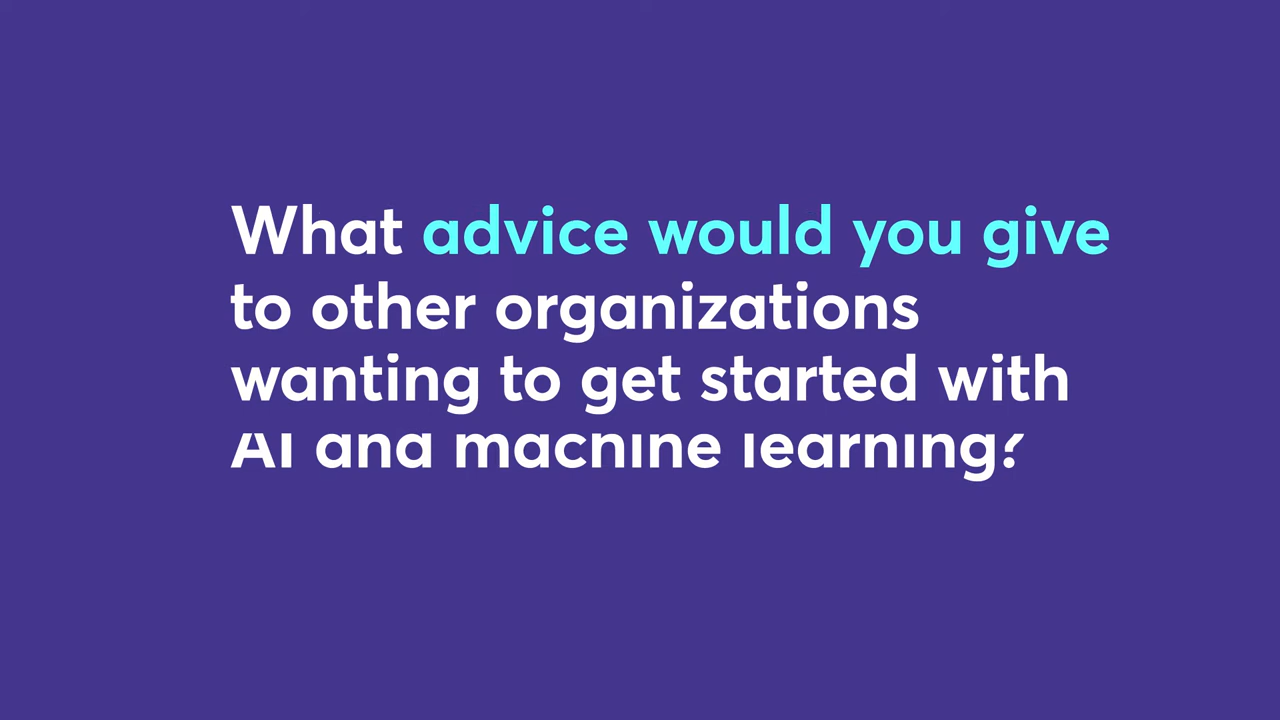 What advice would you give
to other organizations
wanting to get started with
AI and machine learning?